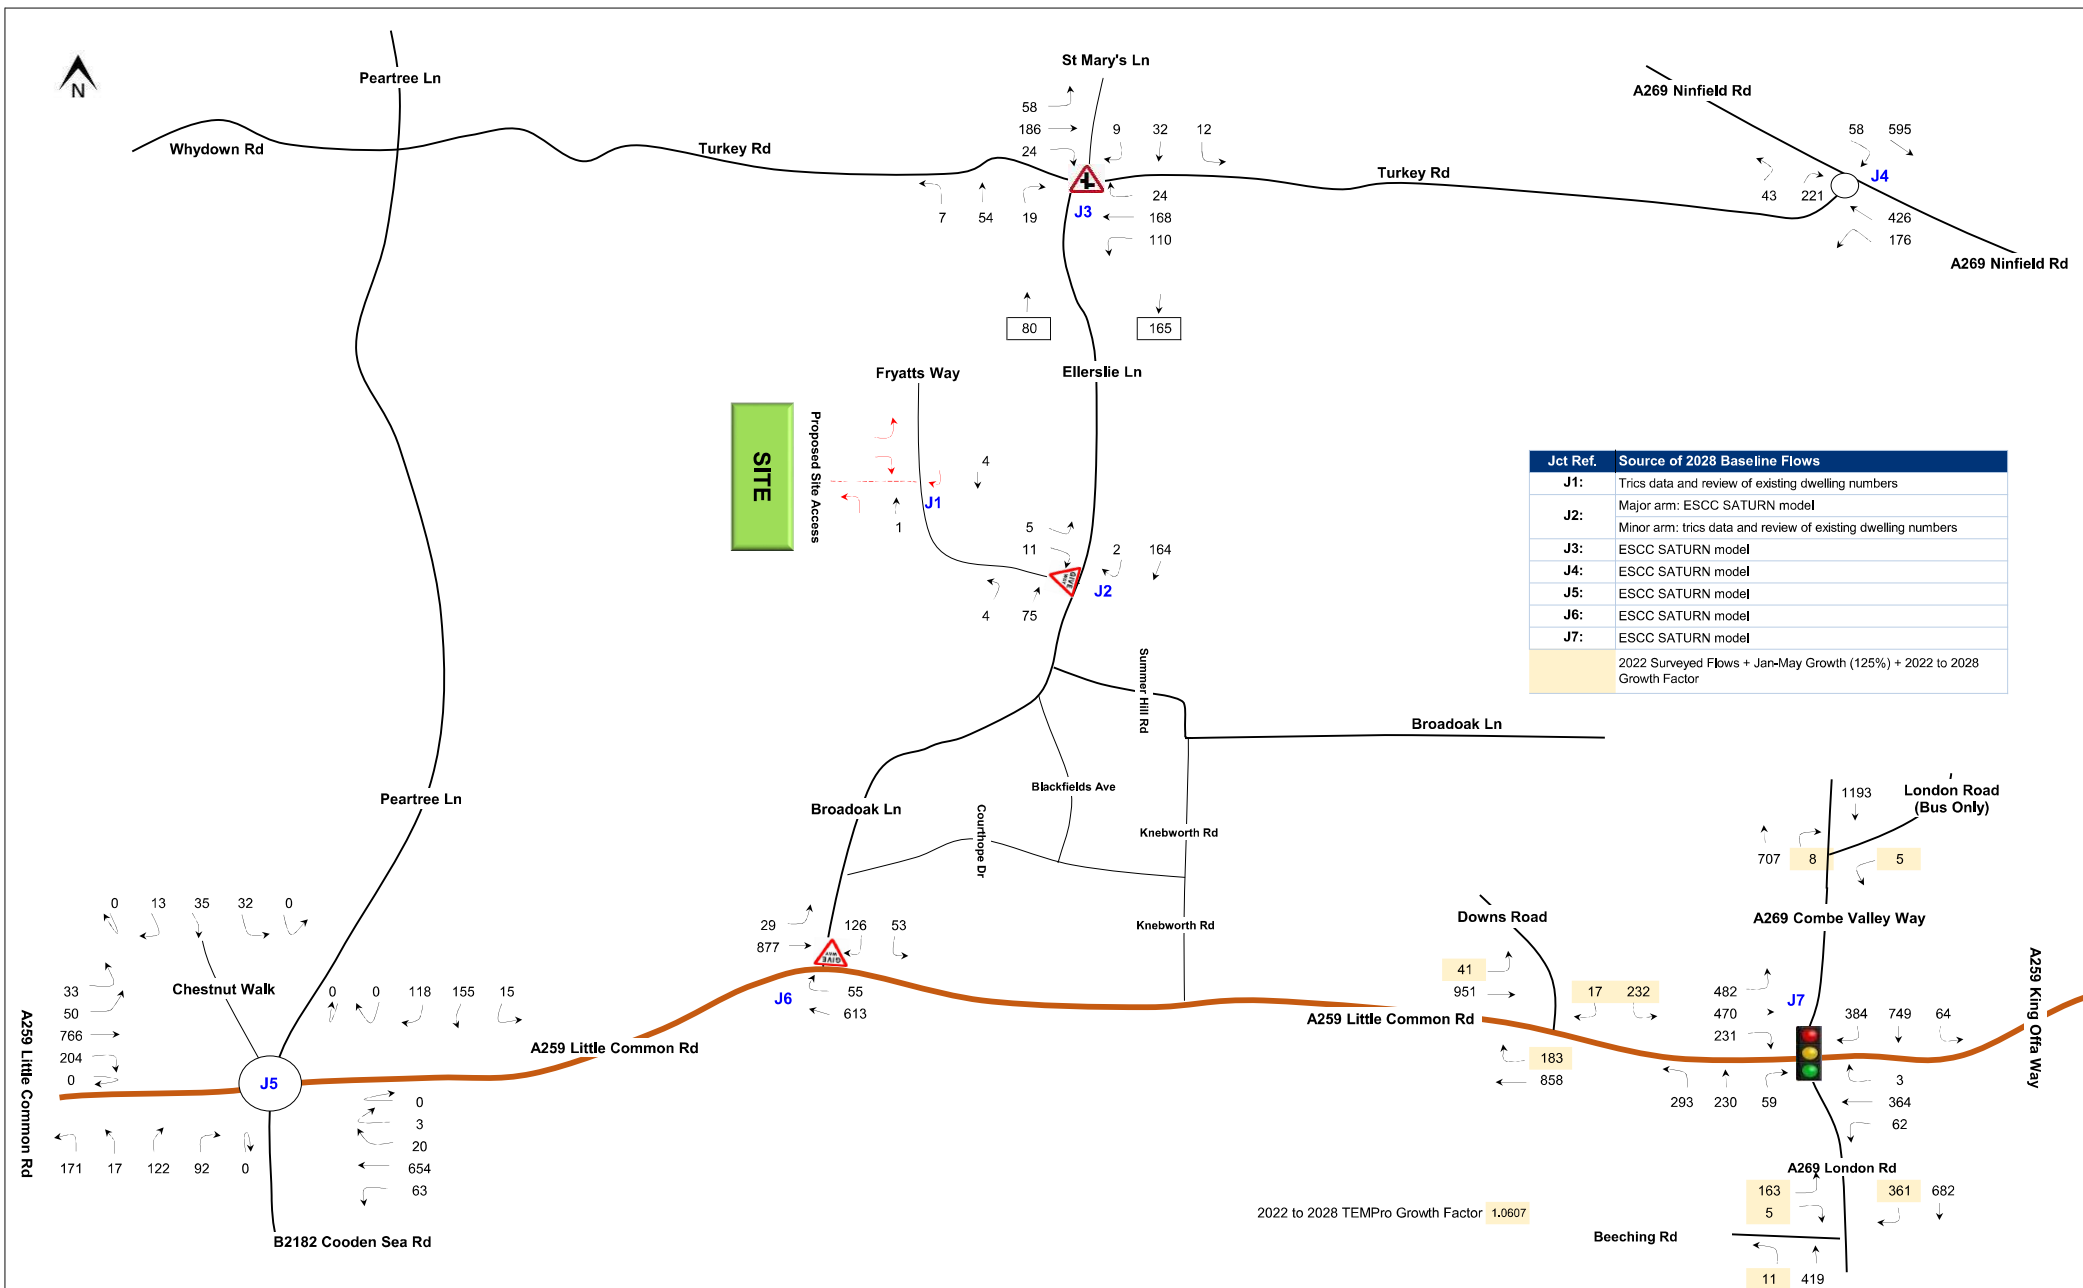 N
Peartree Ln
St Mary's Ln
A269 Ninfield Rd
58
186
24
9 32 12
58 595
Whydown Rd
Turkey Rd
Turkey Rd
J4
43 221
7 54 19
J3
24
168
110
426
176
A269 Ninfield Rd
80
165
Fryatts Way
Ellerslie Ln
SITE
Proposed Site Access
4
J1
1
5
11
2 164
GIVE WAY
J2
4 75
Jct Ref. Source of 2028 Baseline Flows
J1: Trics data and review of existing dwelling numbers
J2: Major arm: ESCC SATURN model
Minor arm: trics data and review of existing dwelling numbers
J3: ESCC SATURN model
J4: ESCC SATURN model
J5: ESCC SATURN model
J6: ESCC SATURN model
J7: ESCC SATURN model
2022 Surveyed Flows + Jan-May Growth (125%) + 2022 to 2028
Growth Factor
Summer Hill Rd
Broadoak Ln
Blackfields Ave
Peartree Ln
Broadoak Ln
Courthope Dr
Knebworth Rd
Knebworth Rd
1193
London Road
(Bus Only)
707 8 5
0 13 35 32 0
29
877
126 53
GIVE WAY
Downs Road
A269 Combe Valley Way
33
50
766
204
0
Chestnut Walk
0 0 118 155 15
J6
55
613
41
951
17 232
482
470
231
J7
384 749 64
A259 King Offa Way
A259 Little Common Rd
A259 Little Common Rd
A259 Little Common Rd
183
858
J5
293 230 59
3
364
62
0
3
20
654
63
171 17 122 92 0
A269 London Rd
163
5
361 682
2022 to 2028 TEMPro Growth Factor 1.0607
Beeching Rd
B2182 Cooden Sea Rd
11 419